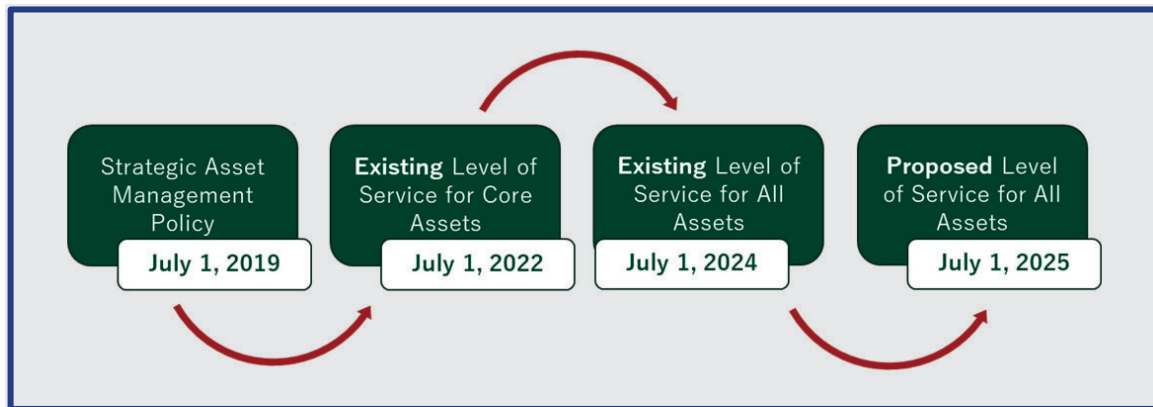 Strategic Asset
Management
Policy
July 1, 2019
Existing Level of
Service for Core
Assets
July 1, 2022
Existing Level of
Service for All
Assets
July 1, 2024
Proposed Level
of Service for All
Assets
July 1, 2025